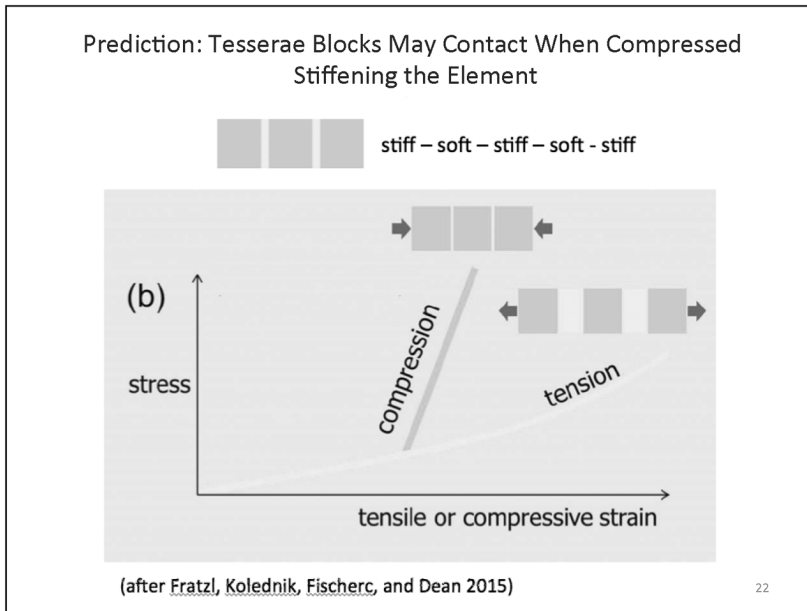 Prediction: Tesserae Blocks May Contact When Compressed
Stiffening the Element
stiff – soft – stiff – soft - stiff
(b)
stress
compression
tension
tensile or compressive strain
(after Fratzl, Kolednik, Fischerc, and Dean 2015)
22